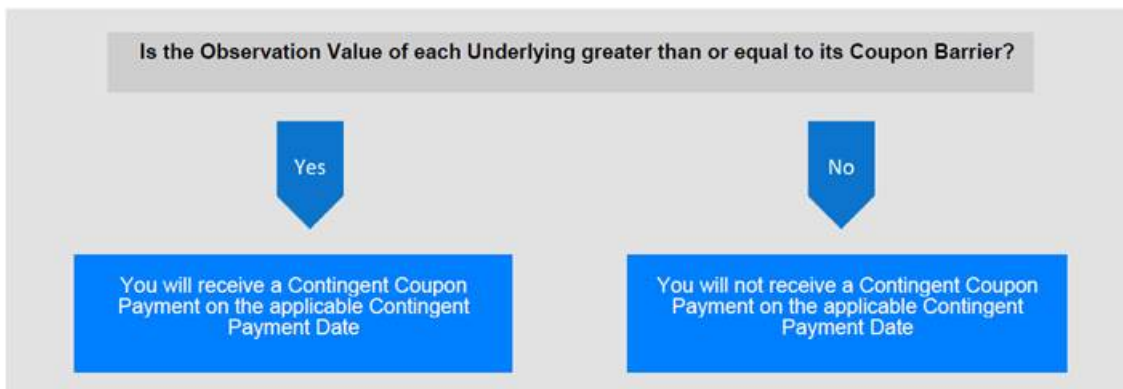 Is the Observation Value of each Underlying greater than or equal to its Coupon Barrier?
Yes
No
You will receive a Contingent Coupon
Payment on the applicable Contingent
Payment Date
You will not receive a Contingent Coupon
Payment on the applicable Contingent
Payment Date